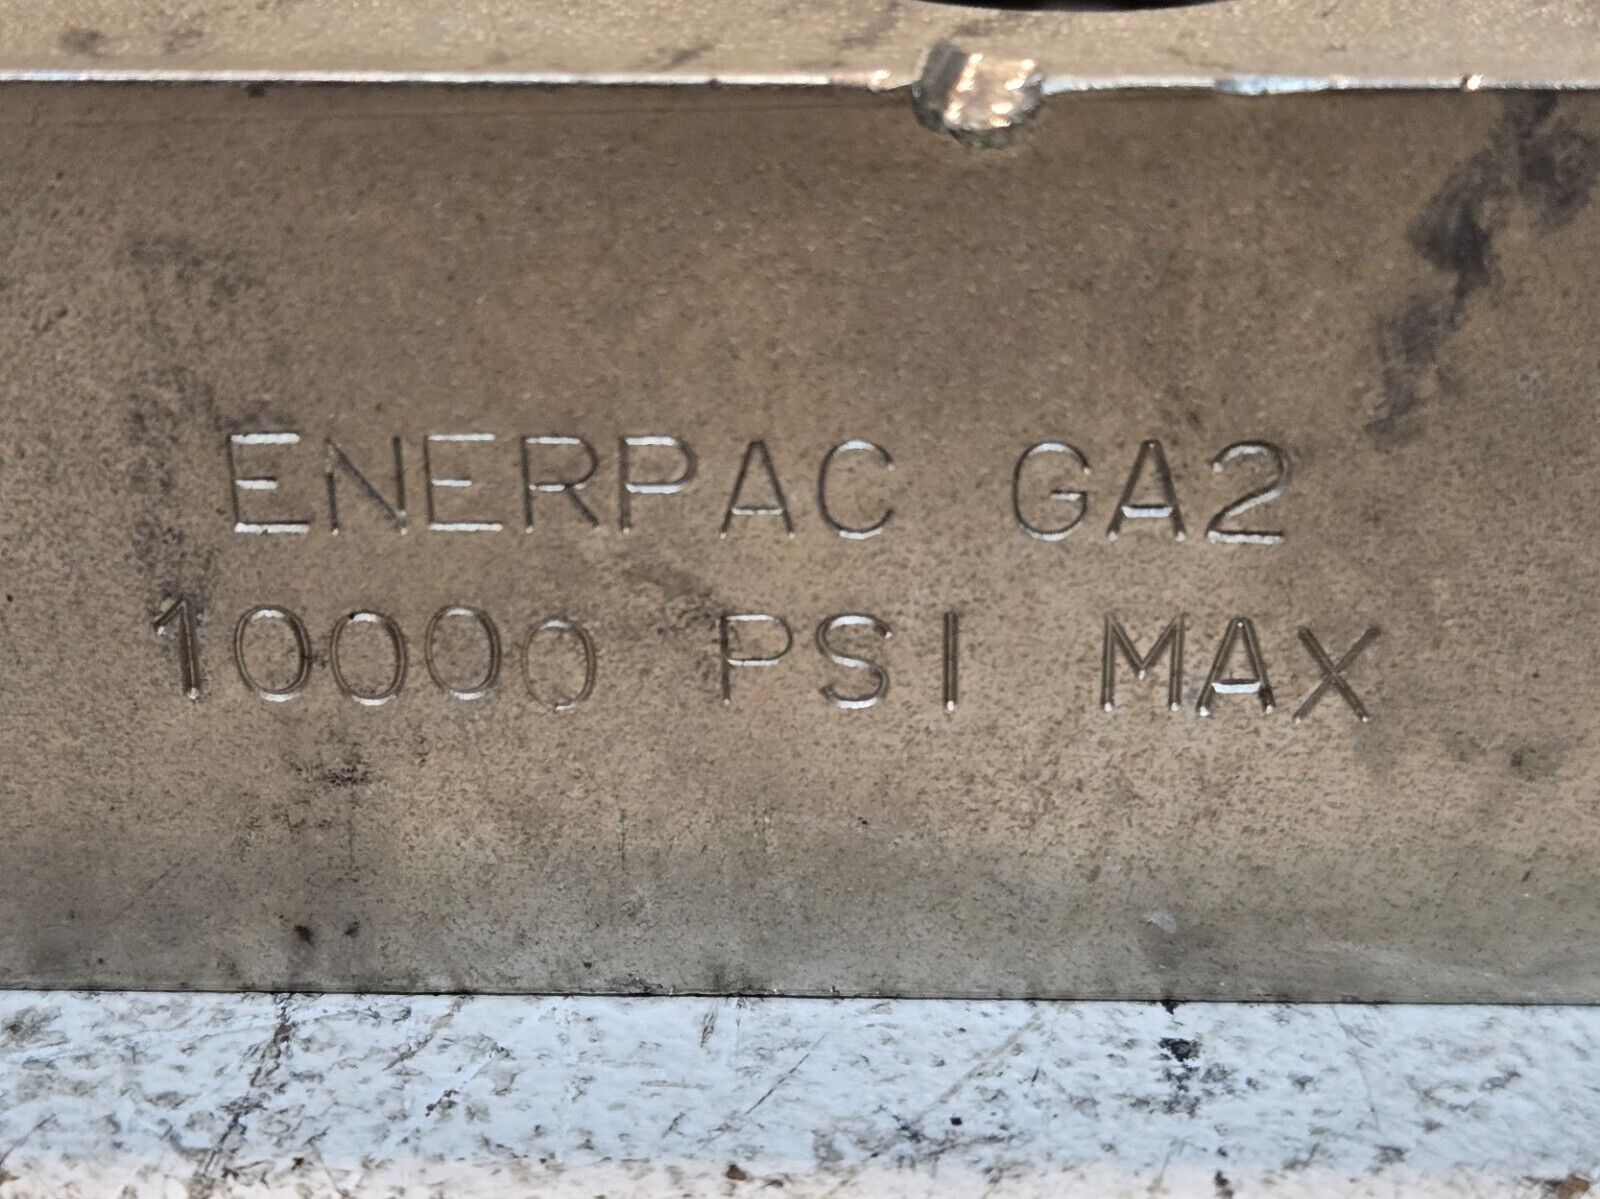 ENERPAC GA2
10000 PSI MAX